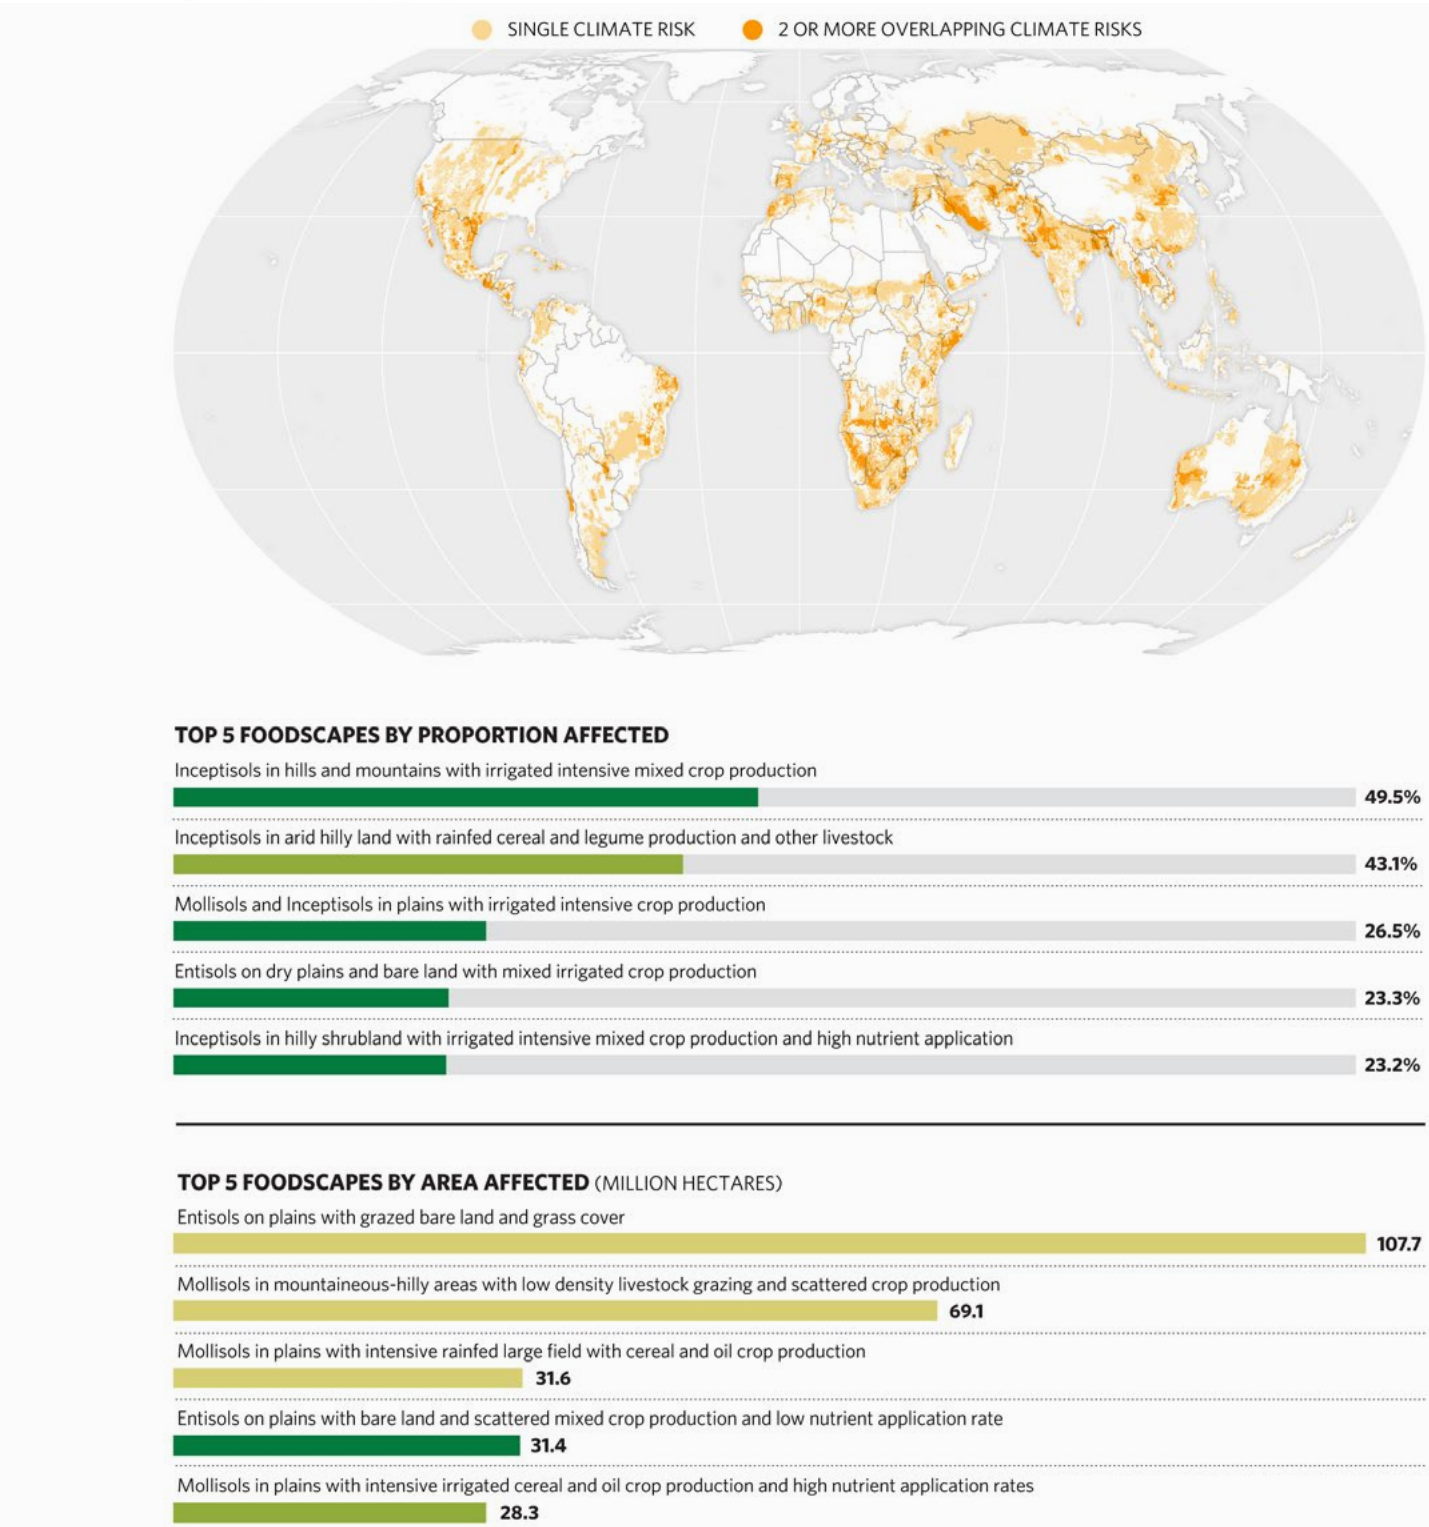 SINGLE CLIMATE RISK
2 OR MORE OVERLAPPING CLIMATE RISKS
TOP 5 FOODSCAPES BY PROPORTION AFFECTED
Inceptisols in hills and mountains with irrigated intensive mixed crop production
49.5%
Inceptisols in arid hilly land with rainfed cereal and legume production and other livestock
43.1%
Mollisols and Inceptisols in plains with irrigated intensive crop production
26.5%
Entisols on dry plains and bare land with mixed irrigated crop production
23.3%
Inceptisols in hilly shrubland with irrigated intensive mixed crop production and high nutrient application
23.2%
TOP 5 FOODSCAPES BY AREA AFFECTED (MILLION HECTARES)
Entisols on plains with grazed bare land and grass cover
107.7
Mollisols in mountaineous-hilly areas with low density livestock grazing and scattered crop production
69.1
Mollisols in plains with intensive rainfed large field with cereal and oil crop production
31.6
Entisols on plains with bare land and scattered mixed crop production and low nutrient application rate
31.4
Mollisols in plains with intensive irrigated cereal and oil crop production and high nutrient application rates
28.3